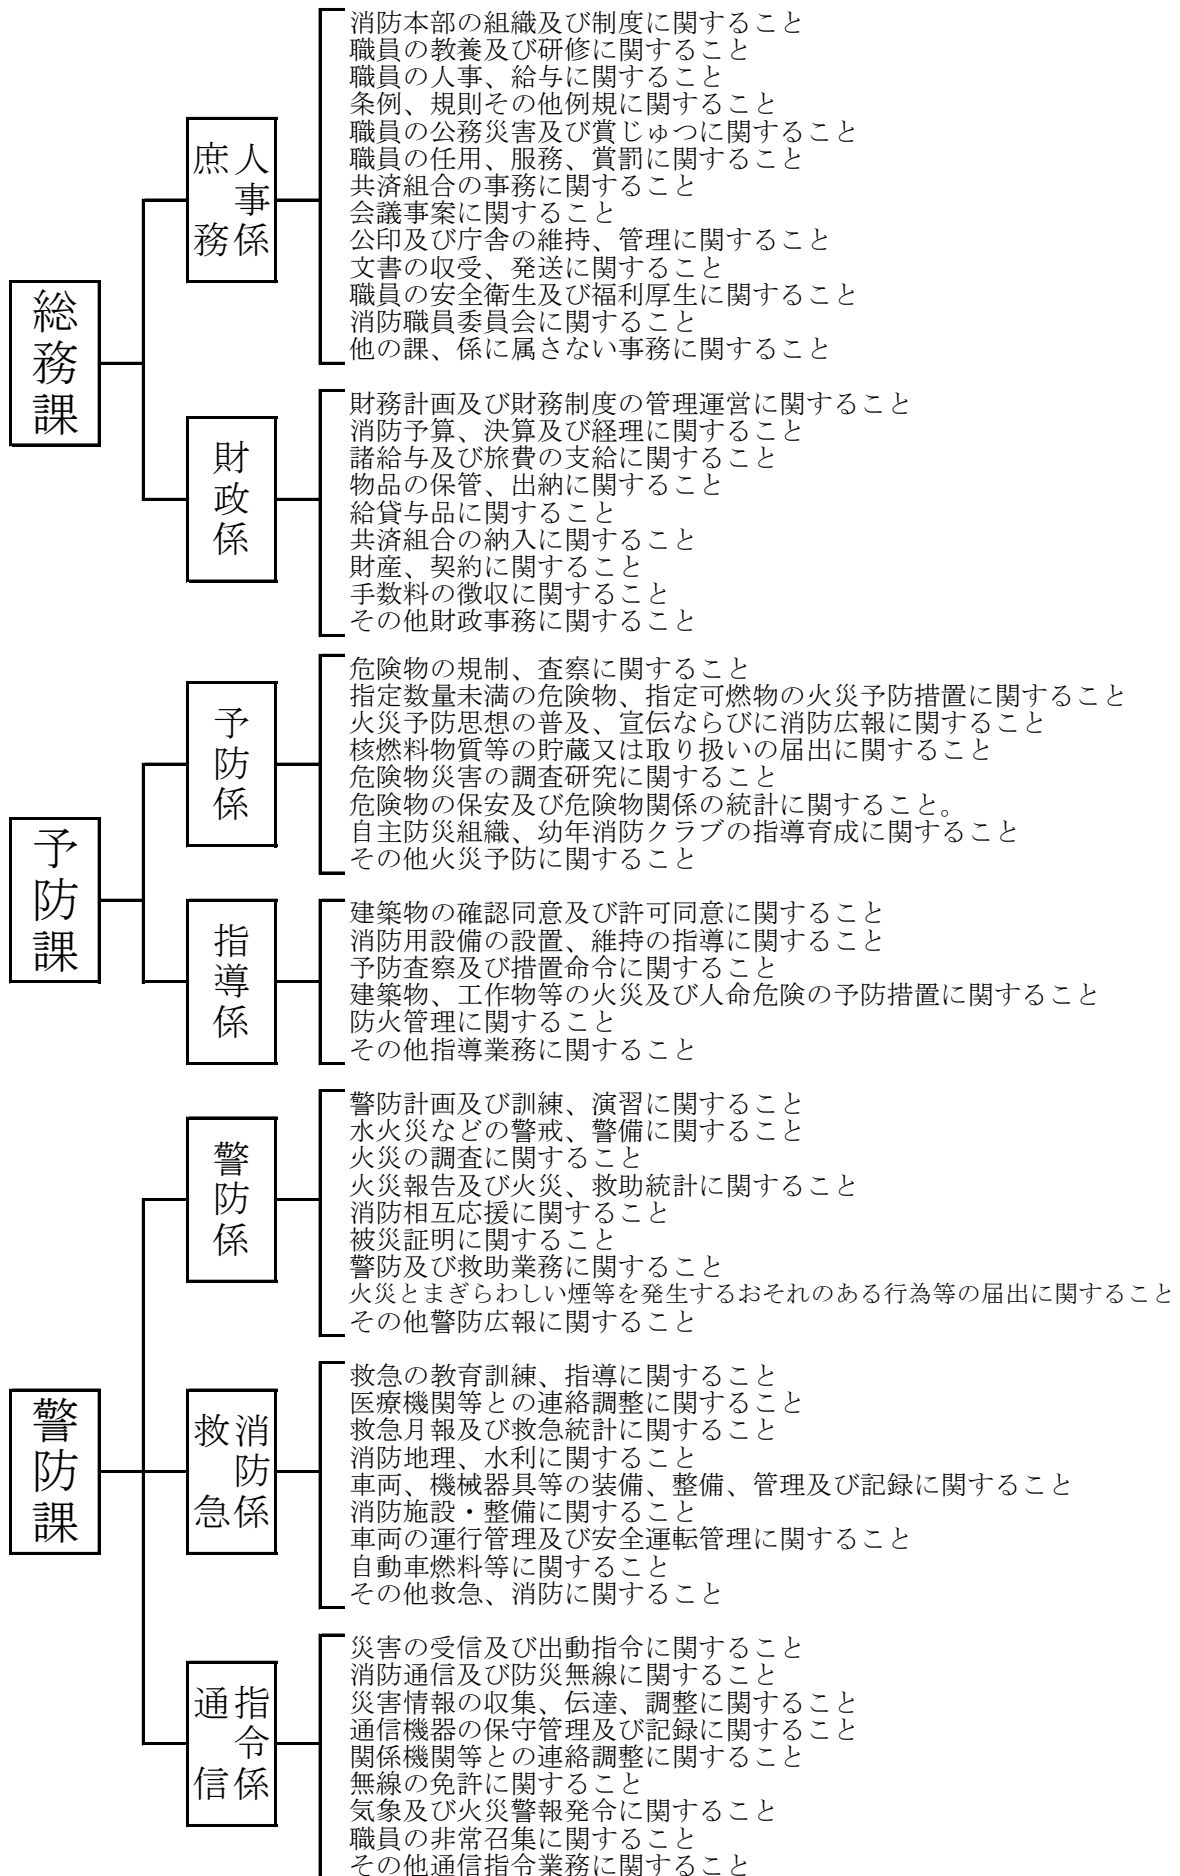 総務課
庶務
人事係
消防本部の組織及び制度に関すること
職員の教養及び研修に関すること
職員の人事、給与に関すること
条例、規則その他例規に関すること
職員の公務災害及び賞じゅつに関すること
職員の任用、服務、賞罰に関すること
共済組合の事務に関すること
会議事案に関すること
公印及び庁舎の維持、管理に関すること
文書の収受、発送に関すること
職員の安全衛生及び福利厚生に関すること
消防職員委員会に関すること
他の課、係に属さない事務に関すること
財政係
財務計画及び財務制度の管理運営に関すること
消防予算、決算及び経理に関すること
諸給与及び旅費の支給に関すること
物品の保管、出納に関すること
給貸与品に関すること
共済組合の納入に関すること
財産、契約に関すること
手数料の徴収に関すること
その他財政事務に関すること
予防課
予防係
危険物の規制、査察に関すること
指定数量未満の危険物、指定可燃物の火災予防措置に関すること
火災予防思想の普及、宣伝ならびに消防広報に関すること
核燃料物質等の貯蔵又は取り扱いの届出に関すること
危険物災害の調査研究に関すること
危険物の保安及び危険物関係の統計に関すること。
自主防災組織、幼年消防クラブの指導育成に関すること
その他火災予防に関すること
指導係
建築物の確認同意及び許可同意に関すること
消防用設備の設置、維持の指導に関すること
予防査察及び措置命令に関すること
建築物、工作物等の火災及び人命危険の予防措置に関すること
防火管理に関すること
その他指導業務に関すること
警防課
警防係
警防計画及び訓練、演習に関すること
水火災などの警戒、警備に関すること
火災の調査に関すること
火災報告及び火災、救助統計に関すること
消防相互応援に関すること
被災証明に関すること
警防及び救助業務に関すること
火災とまぎらわしい煙等を発生するおそれのある行為等の届出に関すること
その他警防広報に関すること
救急
消防係
救急の教育訓練、指導に関すること
医療機関等との連絡調整に関すること
救急月報及び救急統計に関すること
消防地理、水利に関すること
車両、機械器具等の装備、整備、管理及び記録に関すること
消防施設・整備に関すること
車両の運行管理及び安全運転管理に関すること
自動車燃料等に関すること
その他救急、消防に関すること
通信
指令係
災害の受信及び出動指令に関すること
消防通信及び防災無線に関すること
災害情報の収集、伝達、調整に関すること
通信機器の保守管理及び記録に関すること
関係機関等との連絡調整に関すること
無線の免許に関すること
気象及び火災警報発令に関すること
職員の非常召集に関すること
その他通信指令業務に関すること